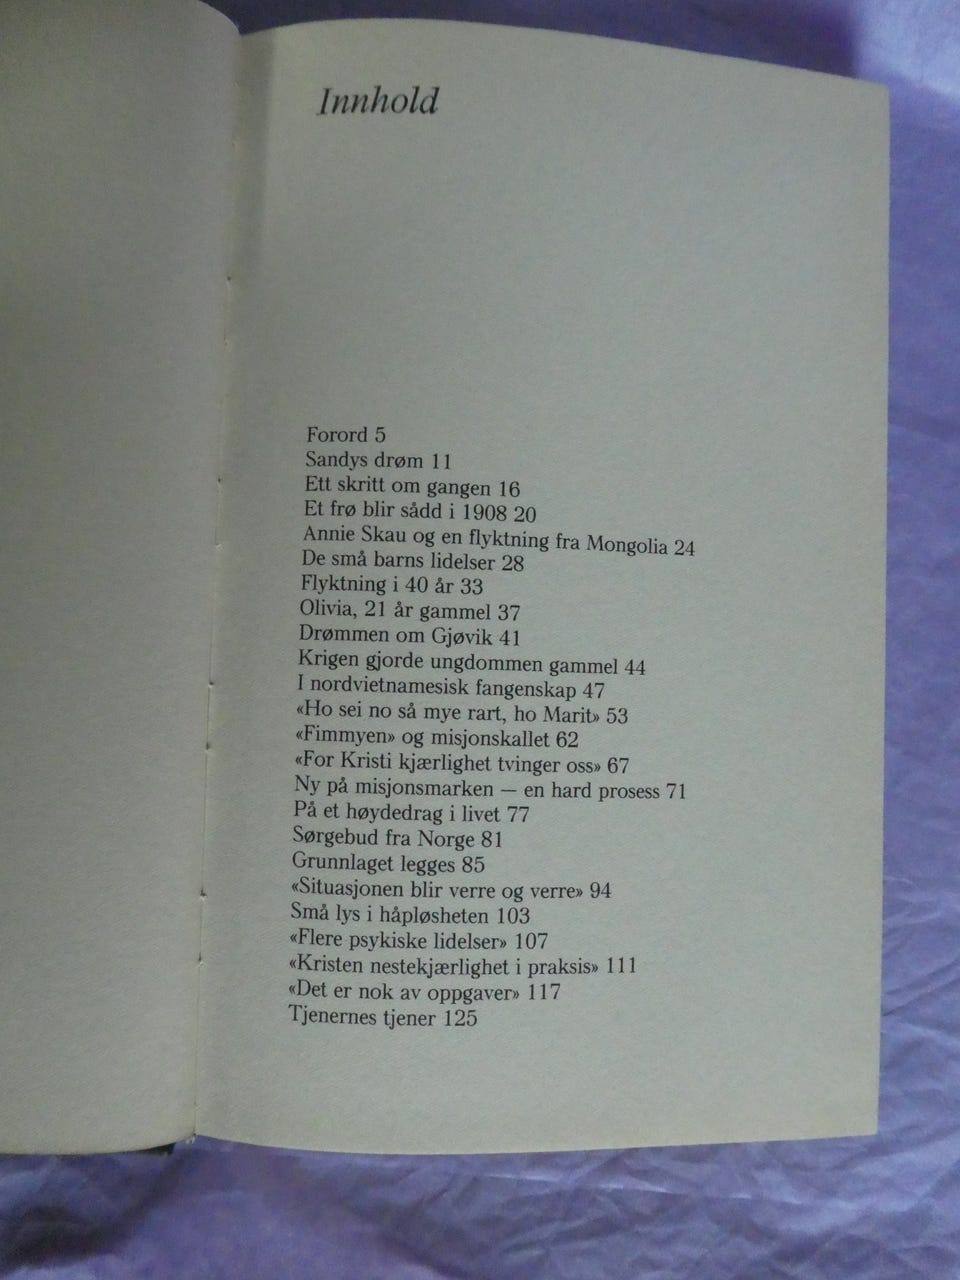 Innhold
Forord 5
Sandys drøm 11
Ett skritt om gangen 16
Et frø blir sådd i 1908 20
Annie Skau og en flyktning fra Mongolia 24
De små barns lidelser 28
Flyktning i 40 år 33
Olivia, 21 år gammel 37
Drømmen om Gjøvik 41
Krigen gjorde ungdommen gammel 44
I nordvietnamesisk fangenskap 47
«Ho sei no så mye rart, ho Marit» 53
«Fimmyen» og misjonskallet 62
«For Kristi kjærlighet tvinger oss» 67
Ny på misjonsmarken — en hard prosess 71
På et høydedrag i livet 77
Sørgebud fra Norge 81
Grunnlaget legges 85
«Situasjonen blir verre og verre» 94
Små lys i håpløsheten 103
«Flere psykiske lidelser» 107
«Kristen nestekjærlighet i praksis» 111
«Det er nok av oppgaver» 117
Tjenernes tjener 125